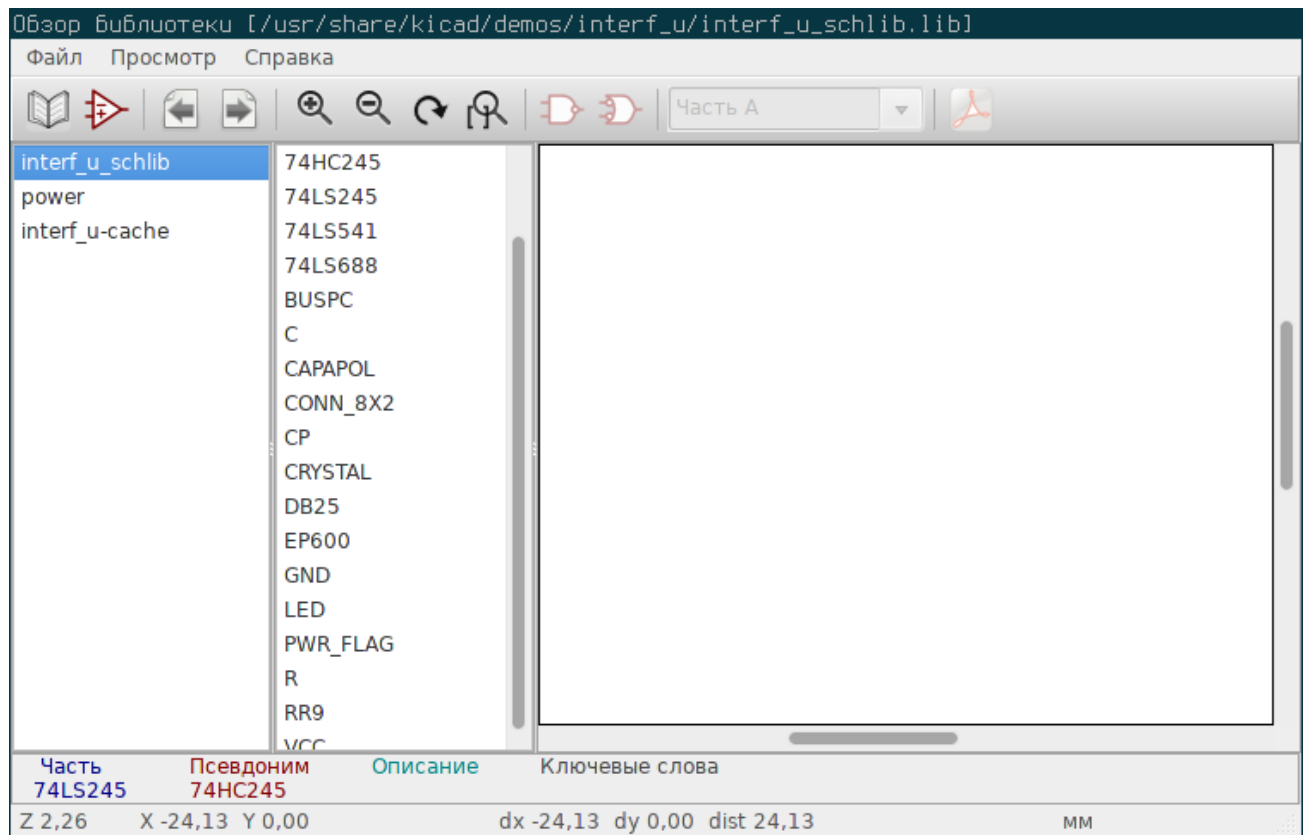 Обзор библиотеки [/usr/share/kicad/demos/interf_u/interf_u_schlib.lib]
Файл Просмотр Справка
Часть A
interf_u_schlib
power
interf_u-cache
74HC245
74LS245
74LS541
74LS688
BUSPC
C
CAPAPOL
CONN_8X2
CP
CRYSTAL
DB25
EP600
GND
LED
PWR_FLAG
R
RR9
VCC
Часть Псевдоним Описание Ключевые слова
74LS245 74HC245
Z 2,26 X -24,13 Y 0,00 dx -24,13 dy 0,00 dist 24,13 мм